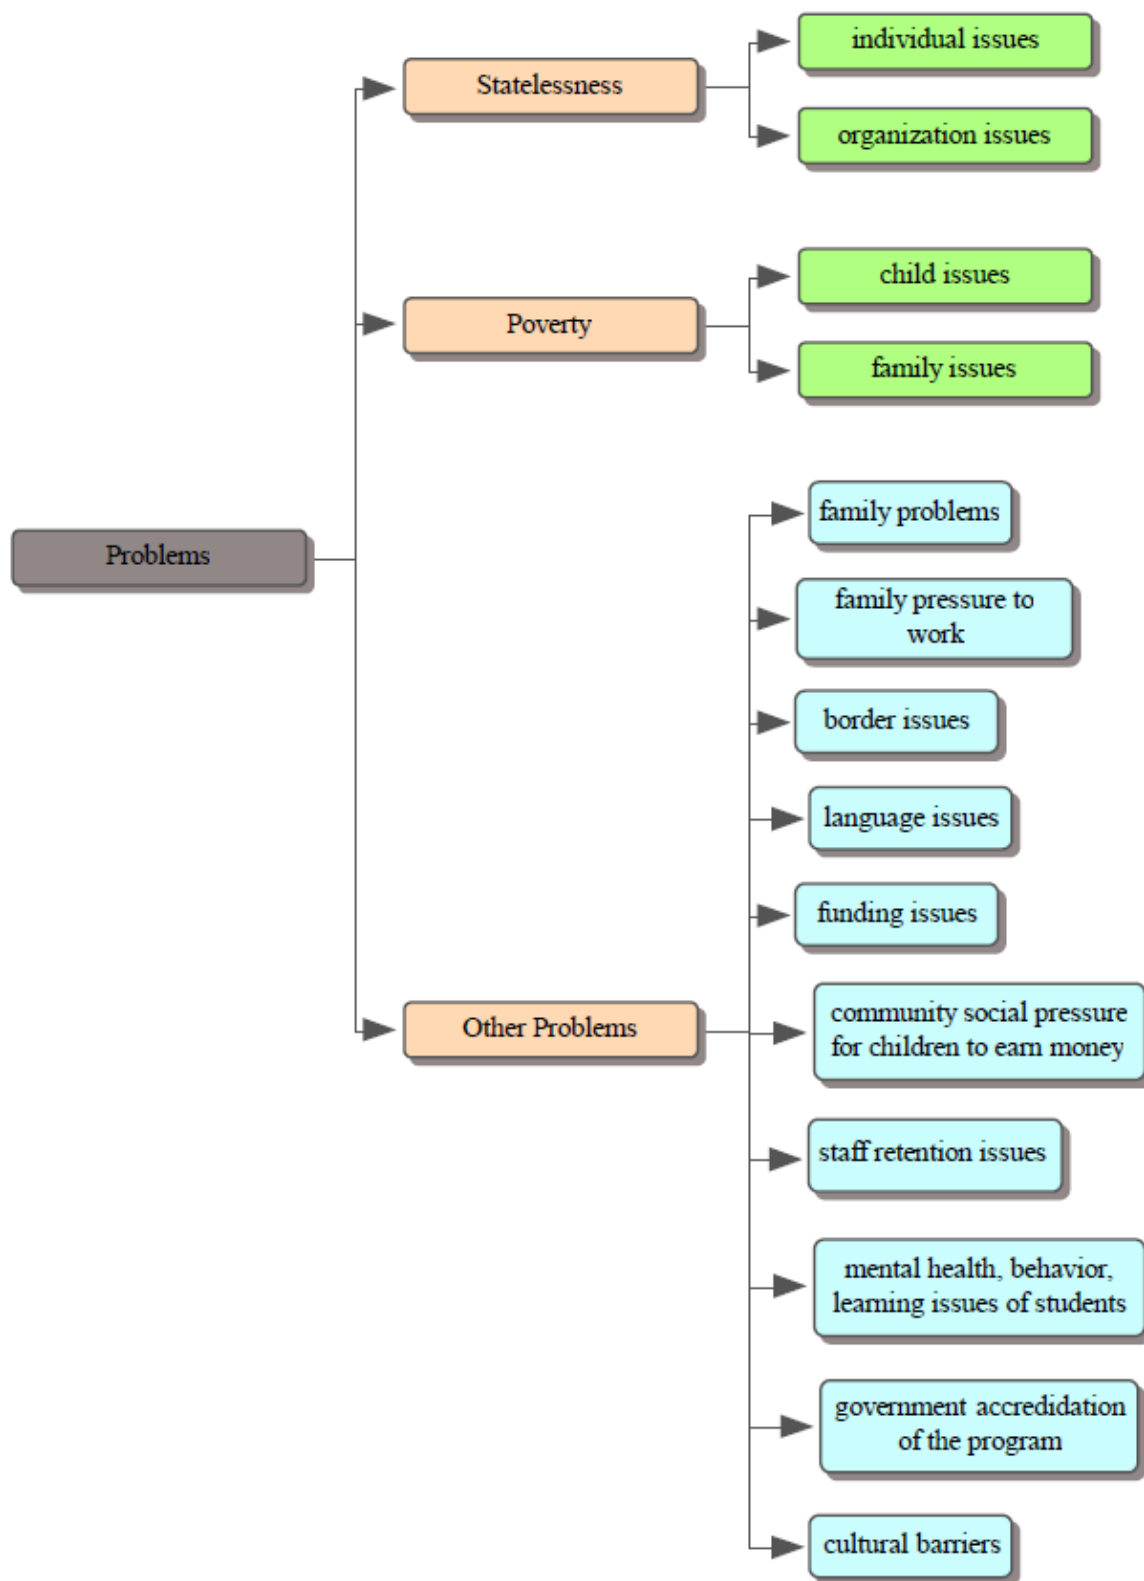 individual issues
Statelessness
organization issues
child issues
Poverty
family issues
family problems
Problems
family pressure to
work
border issues
language issues
funding issues
community social pressure
for children to earn money
Other Problems
staff retention issues
mental health, behavior,
learning issues of students
government accredidation
of the program
cultural barriers